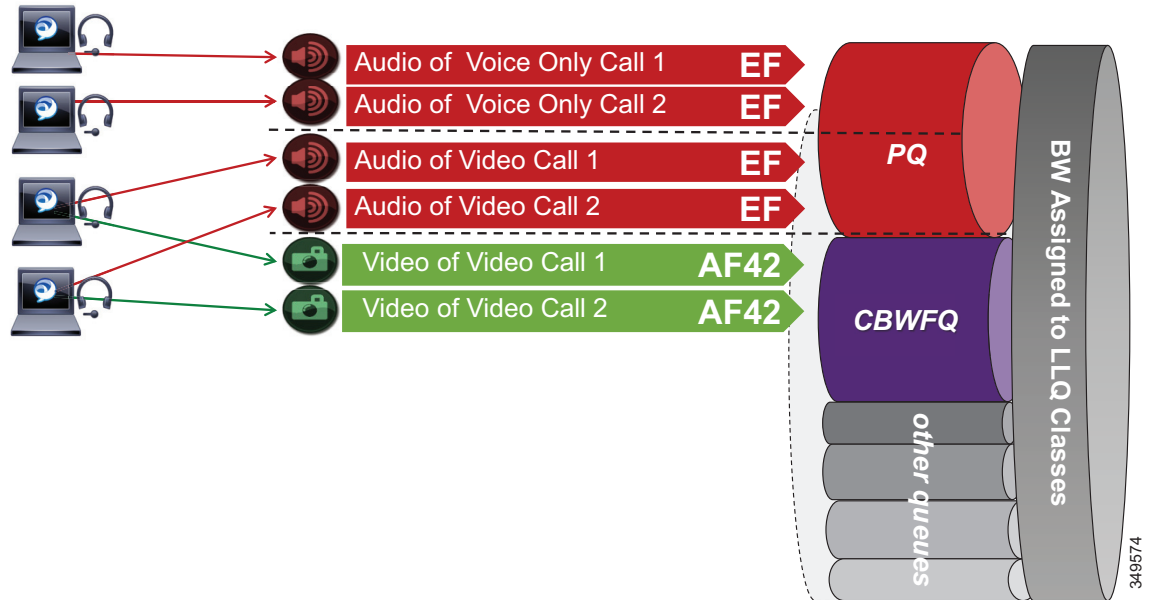 Audio of Voice Only Call 1 EF
Audio of Voice Only Call 2 EF
Audio of Video Call 1 EF
Audio of Video Call 2 EF
Video of Video Call 1 AF42
Video of Video Call 2 AF42
PQ
CBWFQ
other queues
BW Assigned to LLQ Classes
349574